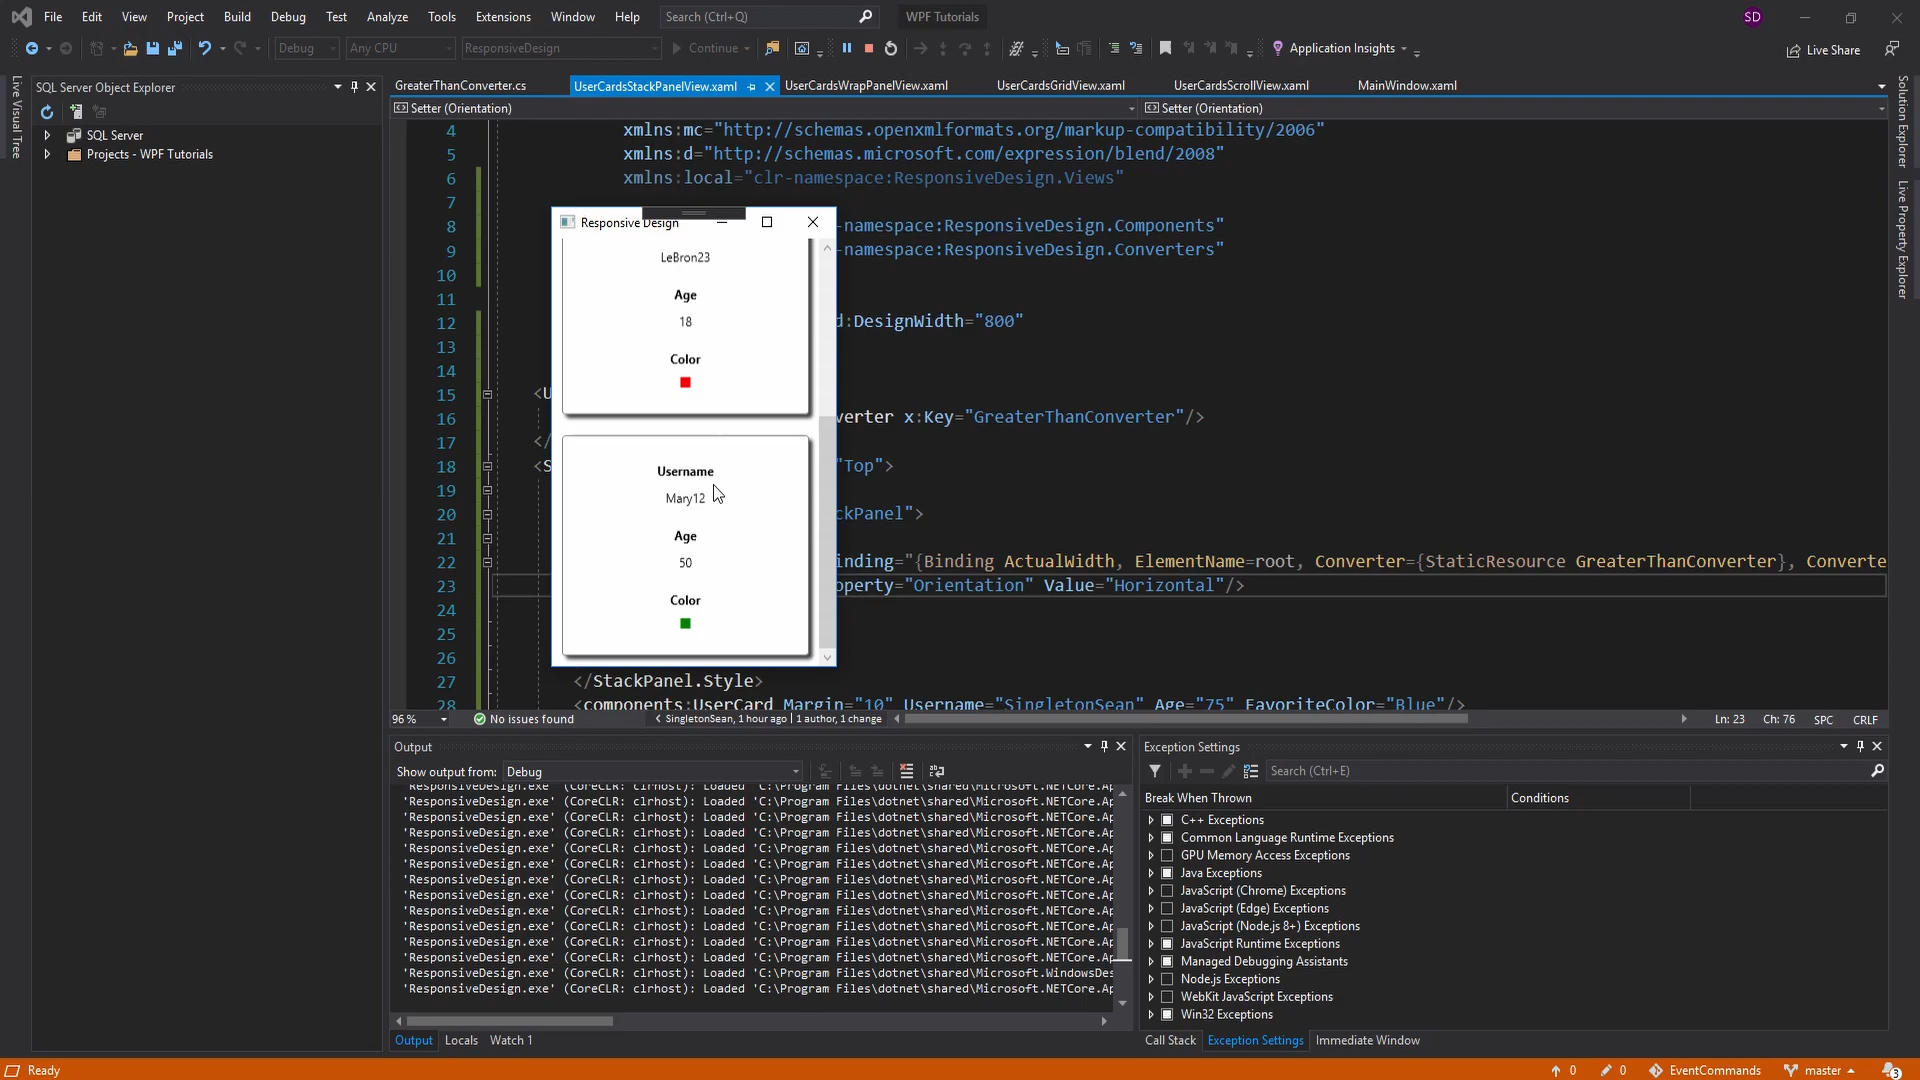 File Edit View Project Build Debug Test Analyze Tools Extensions Window Help Search (Ctrl+Q) WPF Tutorials SD
Debug Any CPU ResponsiveDesign Continue Application Insights Live Share
Live Visual Tree
SQL Server Object Explorer
SQL Server
Projects - WPF Tutorials
GreaterThanConverter.cs UserCardsStackPanelView.xaml UserCardsWrapPanelView.xaml UserCardsGridView.xaml UserCardsScrollView.xaml MainWindow.xaml
Setter (Orientation) Setter (Orientation)
4 xmlns:mc="http://schemas.openxmlformats.org/markup-compatibility/2006"
5 xmlns:d="http://schemas.microsoft.com/expression/blend/2008"
6 xmlns:local="clr-namespace:ResponsiveDesign.Views"
7
8 -namespace:ResponsiveDesign.Components"
9 -namespace:ResponsiveDesign.Converters"
10
11
12 d:DesignWidth="800"
13
14
15 <U
16 verter x:Key="GreaterThanConverter"/>
17 </
18 <S "Top">
19
20 ckPanel">
21
22 inding="{Binding ActualWidth, ElementName=root, Converter={StaticResource GreaterThanConverter}, Converte
23 operty="Orientation" Value="Horizontal"/>
24
25
26
27 </StackPanel.Style>
28 <components:UserCard Margin="10" Username="SingletonSean" Age="75" FavoriteColor="Blue"/>
Responsive Design
LeBron23
Age
18
Color
Username
Mary12
Age
50
Color
96 % No issues found SingletonSean, 1 hour ago | 1 author, 1 change Ln: 23 Ch: 76 SPC CRLF
Output
Show output from: Debug
'ResponsiveDesign.exe' (CoreCLR: clrhost): Loaded 'C:\Program Files\dotnet\shared\Microsoft.NETCore.Ap
'ResponsiveDesign.exe' (CoreCLR: clrhost): Loaded 'C:\Program Files\dotnet\shared\Microsoft.NETCore.Ap
'ResponsiveDesign.exe' (CoreCLR: clrhost): Loaded 'C:\Program Files\dotnet\shared\Microsoft.NETCore.Ap
'ResponsiveDesign.exe' (CoreCLR: clrhost): Loaded 'C:\Program Files\dotnet\shared\Microsoft.NETCore.Ap
'ResponsiveDesign.exe' (CoreCLR: clrhost): Loaded 'C:\Program Files\dotnet\shared\Microsoft.NETCore.Ap
'ResponsiveDesign.exe' (CoreCLR: clrhost): Loaded 'C:\Program Files\dotnet\shared\Microsoft.NETCore.Ap
'ResponsiveDesign.exe' (CoreCLR: clrhost): Loaded 'C:\Program Files\dotnet\shared\Microsoft.NETCore.Ap
'ResponsiveDesign.exe' (CoreCLR: clrhost): Loaded 'C:\Program Files\dotnet\shared\Microsoft.NETCore.Ap
'ResponsiveDesign.exe' (CoreCLR: clrhost): Loaded 'C:\Program Files\dotnet\shared\Microsoft.NETCore.Ap
'ResponsiveDesign.exe' (CoreCLR: clrhost): Loaded 'C:\Program Files\dotnet\shared\Microsoft.NETCore.Ap
'ResponsiveDesign.exe' (CoreCLR: clrhost): Loaded 'C:\Program Files\dotnet\shared\Microsoft.NETCore.Ap
'ResponsiveDesign.exe' (CoreCLR: clrhost): Loaded 'C:\Program Files\dotnet\shared\Microsoft.NETCore.Ap
'ResponsiveDesign.exe' (CoreCLR: clrhost): Loaded 'C:\Program Files\dotnet\shared\Microsoft.WindowsDes
'ResponsiveDesign.exe' (CoreCLR: clrhost): Loaded 'C:\Program Files\dotnet\shared\Microsoft.NETCore.Ap
Output Locals Watch 1
Exception Settings
Search (Ctrl+E)
Break When Thrown Conditions
C++ Exceptions
Common Language Runtime Exceptions
GPU Memory Access Exceptions
Java Exceptions
JavaScript (Chrome) Exceptions
JavaScript (Edge) Exceptions
JavaScript (Node.js 8+) Exceptions
JavaScript Runtime Exceptions
Managed Debugging Assistants
Node.js Exceptions
WebKit JavaScript Exceptions
Win32 Exceptions
Call Stack Exception Settings Immediate Window
Solution Explorer
Live Property Explorer
Ready 0 0 EventCommands master 3